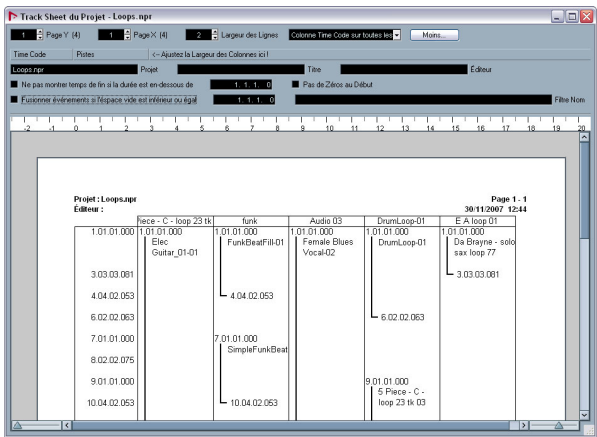 Track Sheet du Projet - Loops.npr
1 Page Y (4) 1 Page X (4) 2 Largeur des Lignes Colonne Time Code sur toutes les Moins...
Time Code Pistes <-- Ajustez la Largeur des Colonnes ici !
Loops.npr Projet Titre Éditeur
Ne pas montrer temps de fin si la durée est en-dessous de 1. 1. 1. 0 Pas de Zéros au Début
Fusionner événements si l'espace vide est inférieur ou égal 1. 1. 1. 0 Filtre Nom
-2 -1 0 1 2 3 4 5 6 7 8 9 10 11 12 13 14 15 16 17 18 19 20
Projet : Loops.npr Page 1 - 1
Éditeur : 30/11/2007 12:44
Piece - C - loop 23 tk funk Audio 03 DrumLoop-01 E A loop 01
1.01.01.000 1.01.01.000 1.01.01.000 1.01.01.000 1.01.01.000 1.01.01.000
Elec FunkBeatFill-01 Female Blues DrumLoop-01 Da Brayne - solo
Guitar_01-01 Vocal-02 sax loop 77
3.03.03.081 3.03.03.081
4.04.02.053 4.04.02.053
6.02.02.063 6.02.02.063
7.01.01.000 7.01.01.000
SimpleFunkBeat
8.02.02.075
9.01.01.000 9.01.01.000
5 Piece - C -
10.04.02.053 10.04.02.053 loop 23 tk 03